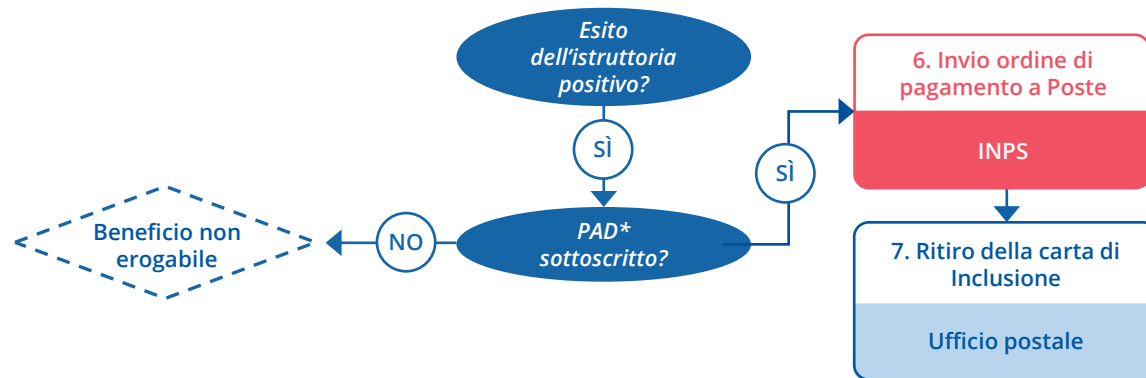 Esito
dell'istruttoria
positivo?
SÌ
PAD*
sottoscritto?
NO
Beneficio non
erogabile
SÌ
6. Invio ordine di
pagamento a Poste
INPS
7. Ritiro della carta di
Inclusione
Ufficio postale